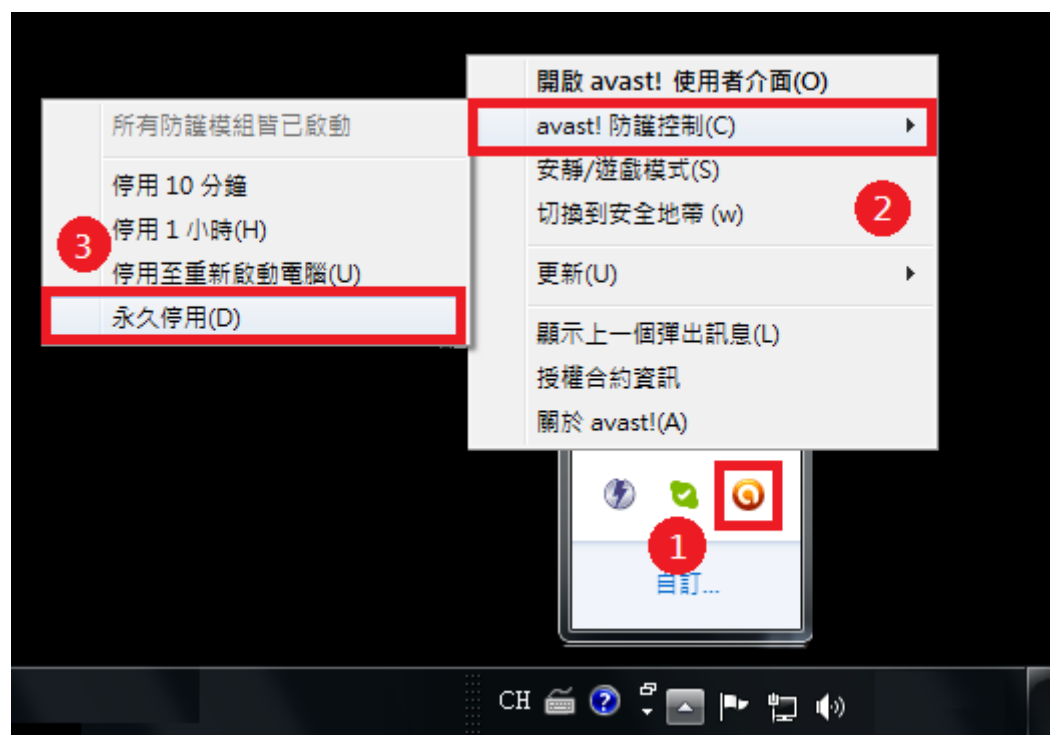 開啟 avast! 使用者介面(O)
avast! 防護控制(C)
安靜/遊戲模式(S)
切換到安全地帶 (w)
2
更新(U)
顯示上一個彈出訊息(L)
授權合約資訊
關於 avast!(A)
所有防護模組皆已啟動
停用 10 分鐘
停用 1 小時(H)
3
停用至重新啟動電腦(U)
永久停用(D)
1
自訂...
CH